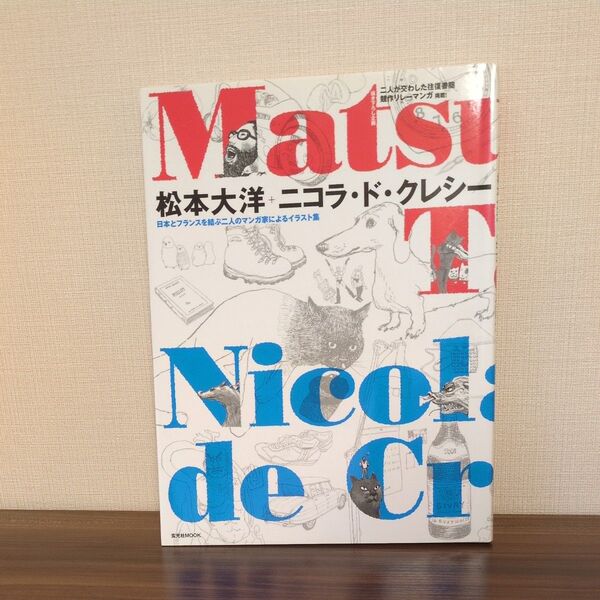 二人が交わした往復書簡
競作リレーマンガ 掲載!
Matsu
松本大洋+ニコラ・ド・クレシー
日本とフランスを結ぶ二人のマンガ家によるイラスト集
T
Nicola
de Cr
玄光社MOOK